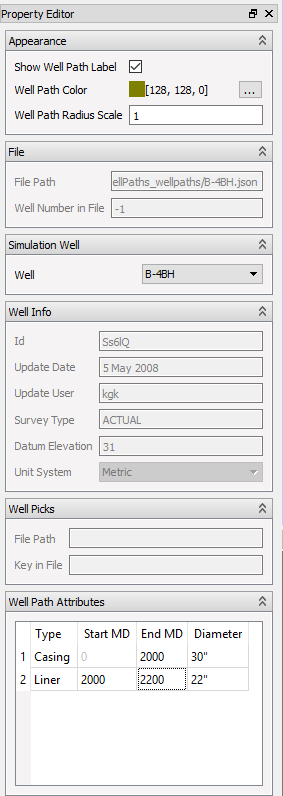 Property Editor
Appearance
Show Well Path Label
Well Path Color [128, 128, 0] ...
Well Path Radius Scale 1
File
File Path ellPaths_wellpaths/B-4BH.json
Well Number in File -1
Simulation Well
Well B-4BH
Well Info
Id Ss6lQ
Update Date 5 May 2008
Update User kgk
Survey Type ACTUAL
Datum Elevation 31
Unit System Metric
Well Picks
File Path
Key in File
Well Path Attributes
Type Start MD End MD Diameter
1 Casing 0 2000 30"
2 Liner 2000 2200 22"